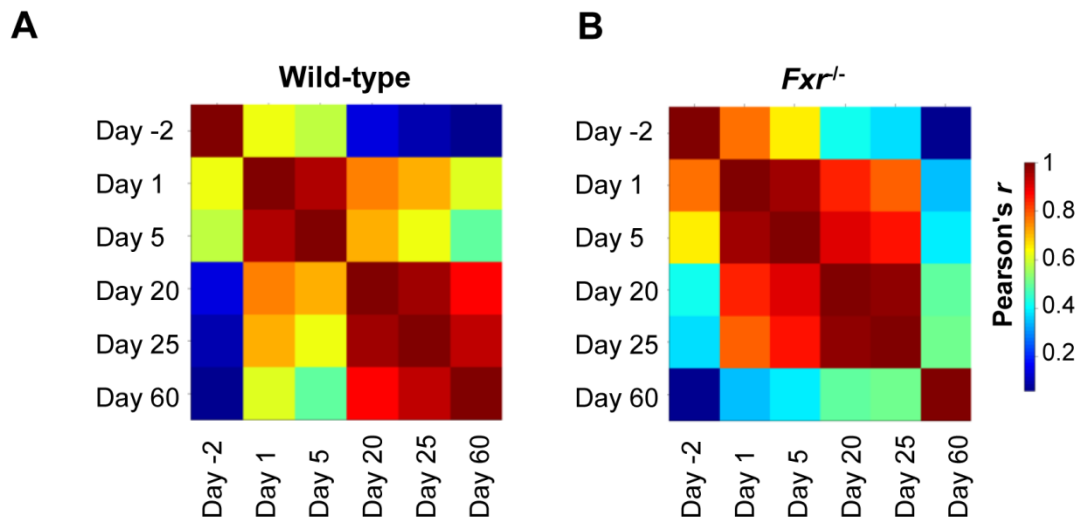 A
B
Wild-type
Fxr-/-
Day -2
Day 1
Day 5
Day 20
Day 25
Day 60
Day -2
Day 1
Day 5
Day 20
Day 25
Day 60
Day -2
Day 1
Day 5
Day 20
Day 25
Day 60
Day -2
Day 1
Day 5
Day 20
Day 25
Day 60
1
0.8
0.6
0.4
0.2
Pearson's r